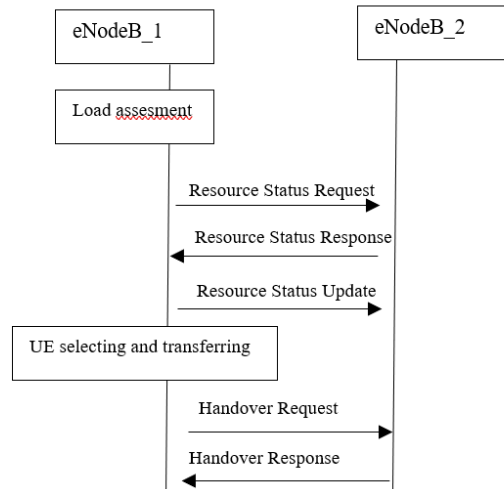 eNodeB_1
eNodeB_2
Load assesment
Resource Status Request
Resource Status Response
Resource Status Update
UE selecting and transferring
Handover Request
Handover Response